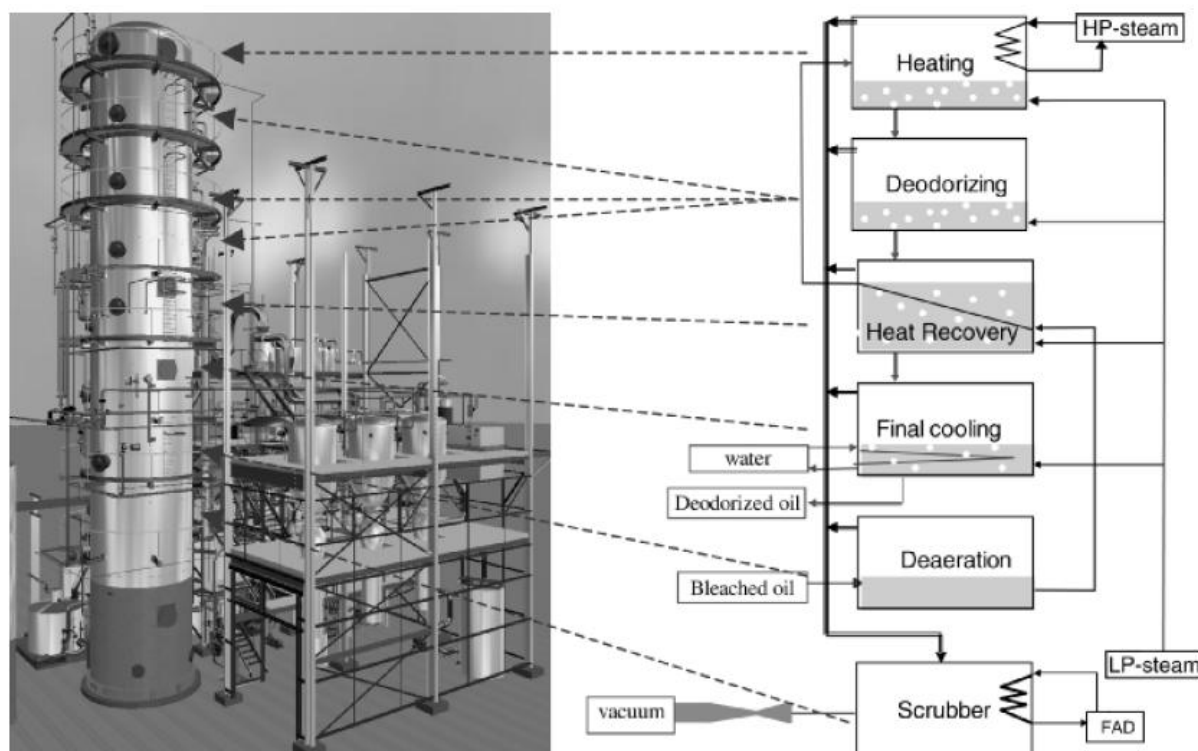 HP-steam
Heating
Deodorizing
Heat Recovery
Final cooling
water
Deodorized oil
Deaeration
Bleached oil
LP-steam
Scrubber
vacuum
FAD